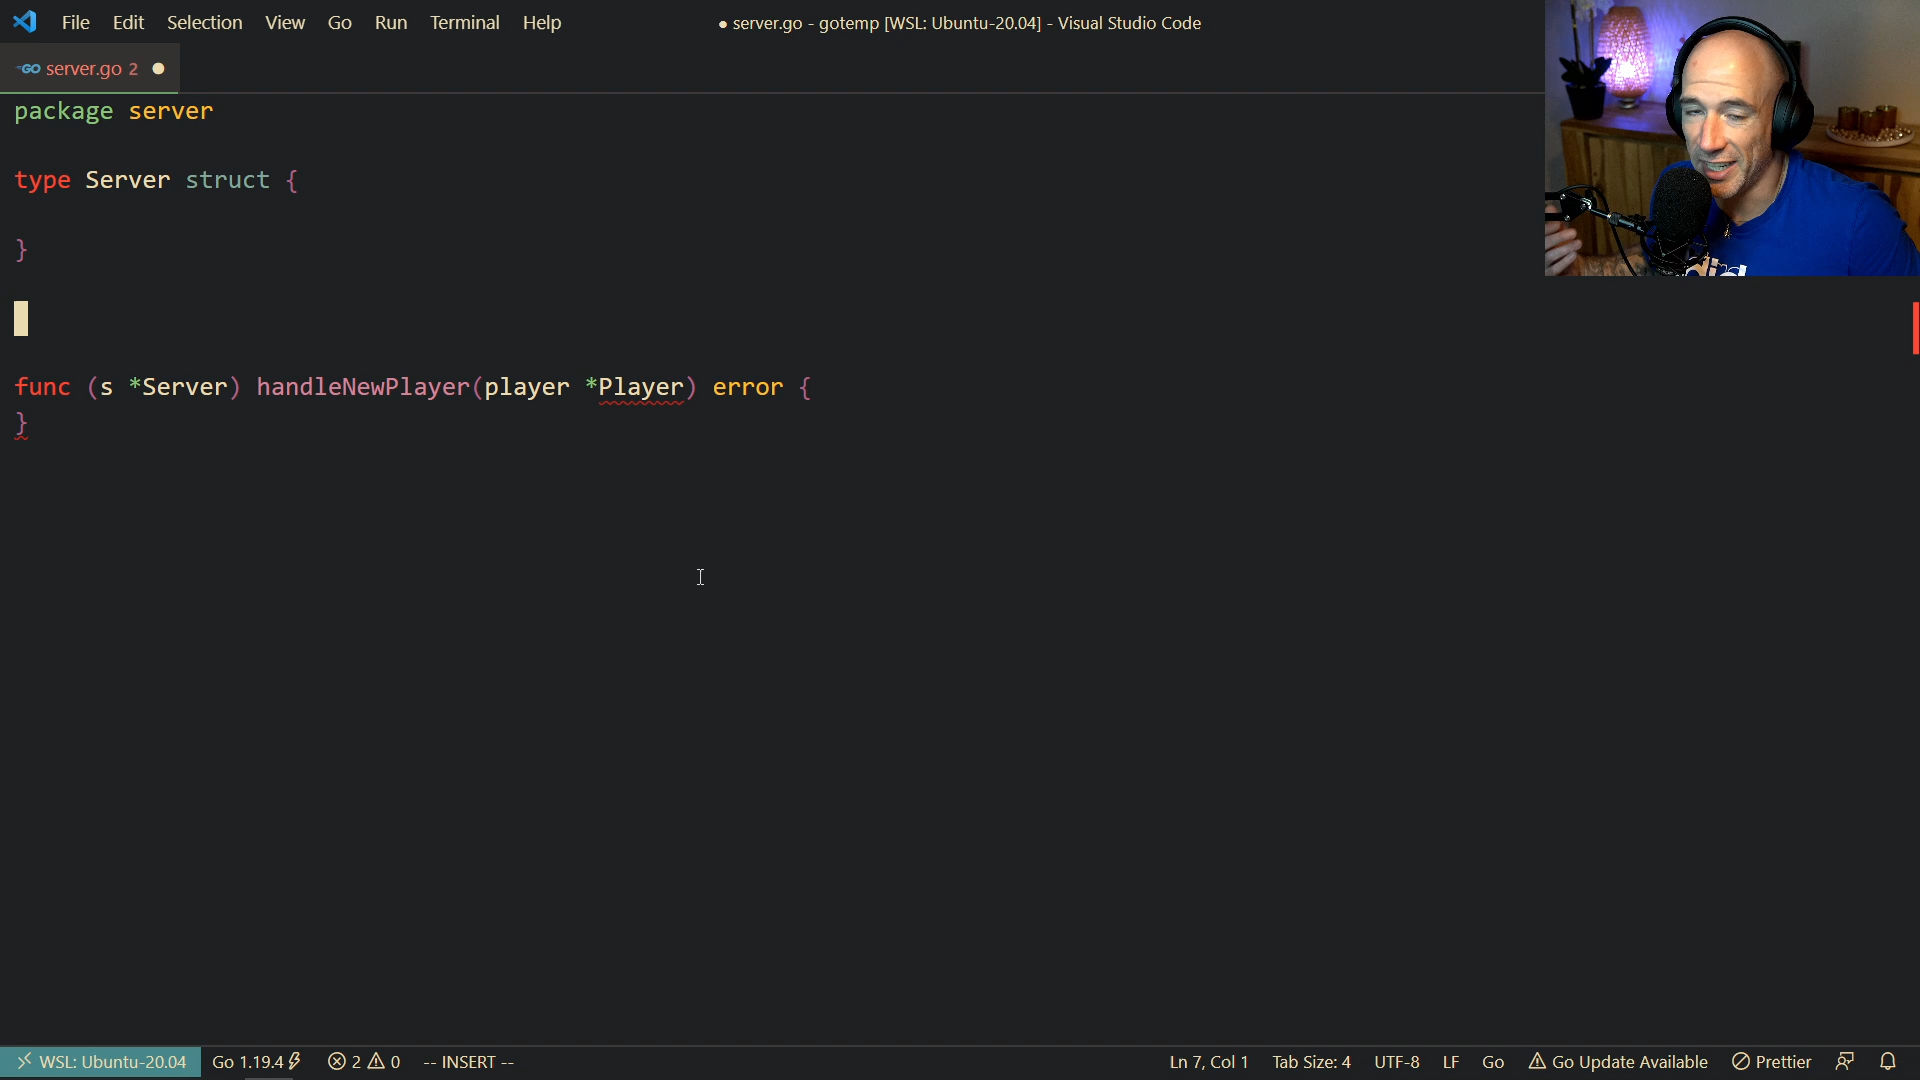 File Edit Selection View Go Run Terminal Help
● server.go - gotemp [WSL: Ubuntu-20.04] - Visual Studio Code
GO server.go 2 ●
package server
type Server struct {
}
func (s *Server) handleNewPlayer(player *Player) error {
}
WSL: Ubuntu-20.04 Go 1.19.4 2 0 -- INSERT -- Ln 7, Col 1 Tab Size: 4 UTF-8 LF Go Go Update Available Prettier